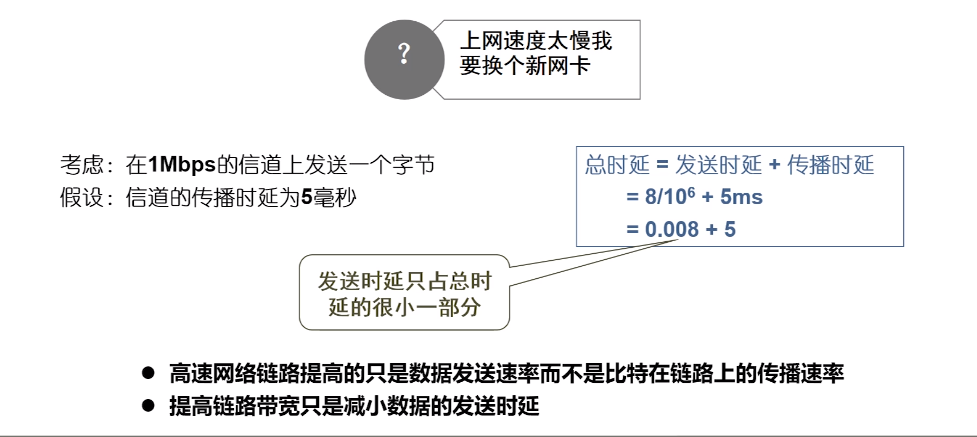 ?
上网速度太慢我
要换个新网卡
考虑：在1Mbps的信道上发送一个字节
假设：信道的传播时延为5毫秒
总时延 = 发送时延 + 传播时延
= 8/10⁶ + 5ms
= 0.008 + 5
发送时延只占总时
延的很小一部分
● 高速网络链路提高的只是数据发送速率而不是比特在链路上的传播速率
● 提高链路带宽只是减小数据的发送时延